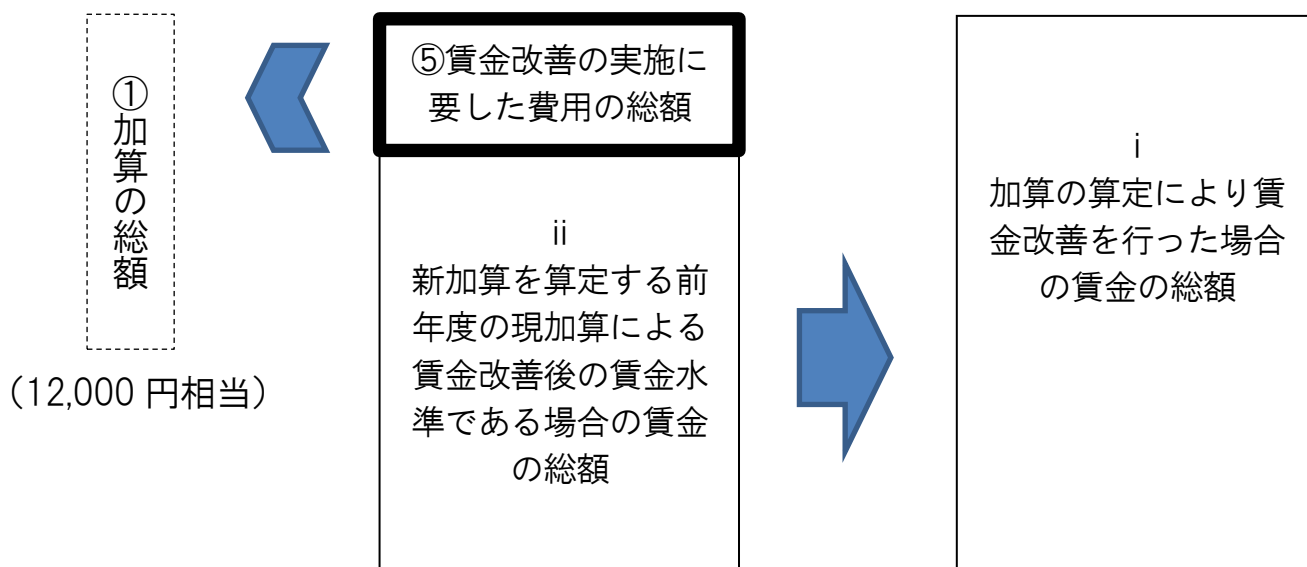 ①加算の総額
（12,000 円相当）
⑤賃金改善の実施に
要した費用の総額
ⅱ
新加算を算定する前
年度の現加算による
賃金改善後の賃金水
準である場合の賃金
の総額
ⅰ
加算の算定により賃
金改善を行った場合
の賃金の総額